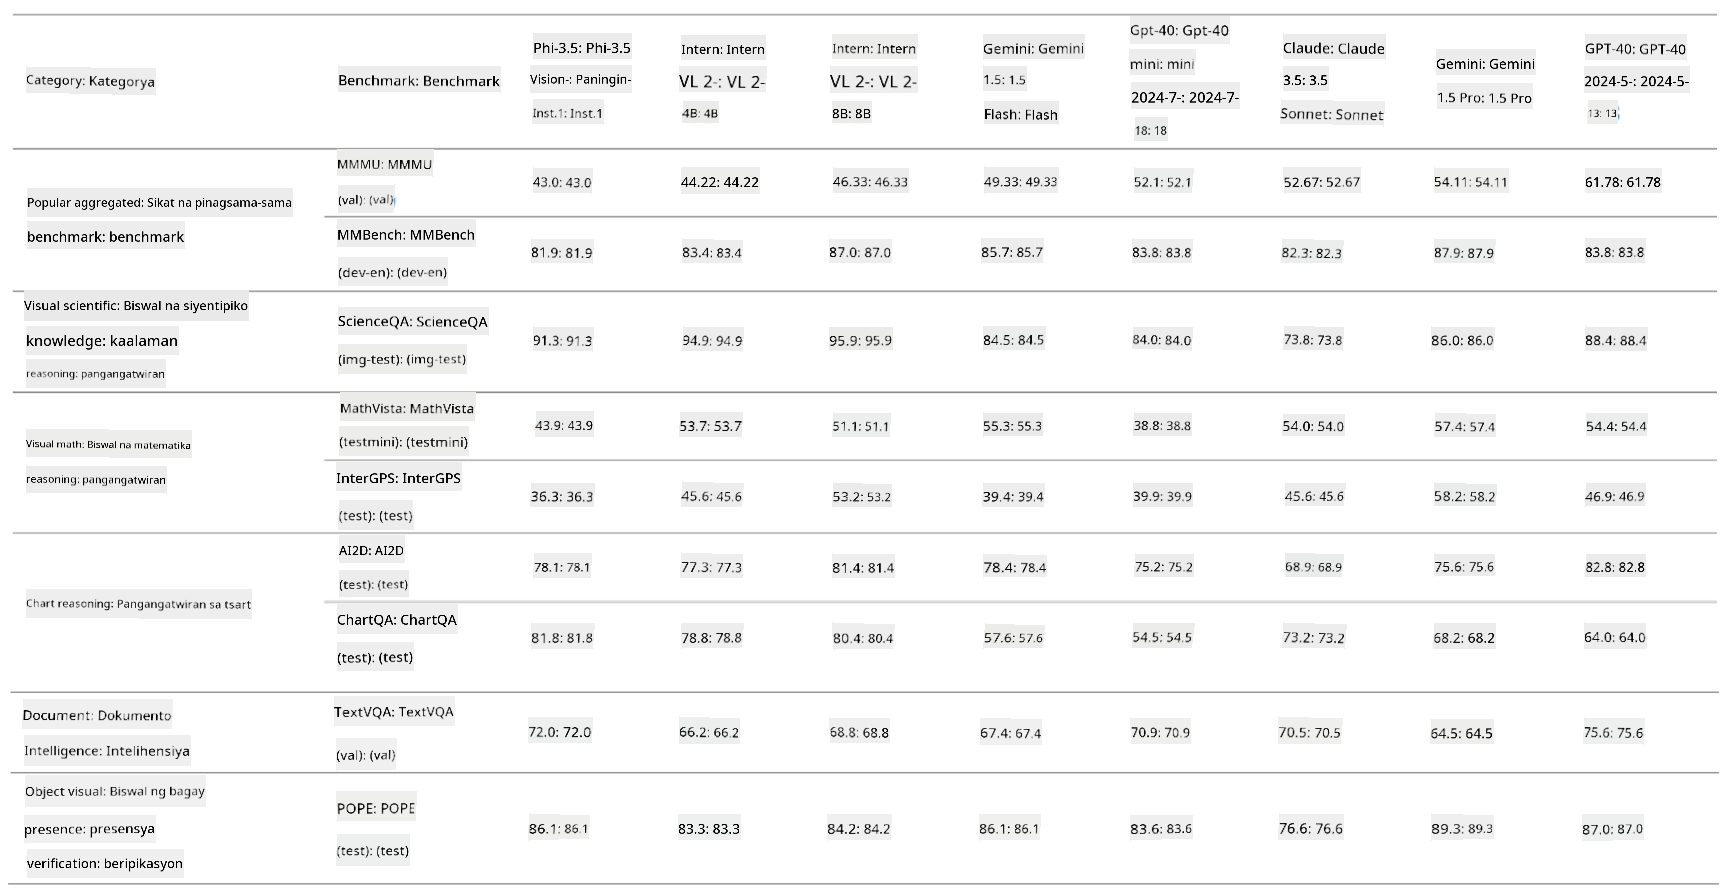 Category: Kategorya
Benchmark: Benchmark
Phi-3.5: Phi-3.5
Vision-: Paningin-
Inst.1: Inst.1
Intern: Intern
VL 2-: VL 2-
4B: 4B
Intern: Intern
VL 2-: VL 2-
8B: 8B
Gemini: Gemini
1.5: 1.5
Flash: Flash
Gpt-40: Gpt-40
mini: mini
2024-7-: 2024-7-
18: 18
Claude: Claude
3.5: 3.5
Sonnet: Sonnet
Gemini: Gemini
1.5 Pro: 1.5 Pro
GPT-40: GPT-40
2024-5-: 2024-5-
13: 13
Popular aggregated: Sikat na pinagsama-sama
benchmark: benchmark
MMMU: MMMU
(val): (val)
43.0: 43.0
44.22: 44.22
46.33: 46.33
49.33: 49.33
52.1: 52.1
52.67: 52.67
54.11: 54.11
61.78: 61.78
MMBench: MMBench
(dev-en): (dev-en)
81.9: 81.9
83.4: 83.4
87.0: 87.0
85.7: 85.7
83.8: 83.8
82.3: 82.3
87.9: 87.9
83.8: 83.8
Visual scientific: Biswal na siyentipiko
knowledge: kaalaman
reasoning: pangangatwiran
ScienceQA: ScienceQA
(img-test): (img-test)
91.3: 91.3
94.9: 94.9
95.9: 95.9
84.5: 84.5
84.0: 84.0
73.8: 73.8
86.0: 86.0
88.4: 88.4
Visual math: Biswal na matematika
reasoning: pangangatwiran
MathVista: MathVista
(testmini): (testmini)
43.9: 43.9
53.7: 53.7
51.1: 51.1
55.3: 55.3
38.8: 38.8
54.0: 54.0
57.4: 57.4
54.4: 54.4
InterGPS: InterGPS
(test): (test)
36.3: 36.3
45.6: 45.6
53.2: 53.2
39.4: 39.4
39.9: 39.9
45.6: 45.6
58.2: 58.2
46.9: 46.9
Chart reasoning: Pangangatwiran sa tsart
AI2D: AI2D
(test): (test)
78.1: 78.1
77.3: 77.3
81.4: 81.4
78.4: 78.4
75.2: 75.2
68.9: 68.9
75.6: 75.6
82.8: 82.8
ChartQA: ChartQA
(test): (test)
81.8: 81.8
78.8: 78.8
80.4: 80.4
57.6: 57.6
54.5: 54.5
73.2: 73.2
68.2: 68.2
64.0: 64.0
Document: Dokumento
Intelligence: Intelihensiya
TextVQA: TextVQA
(val): (val)
72.0: 72.0
66.2: 66.2
68.8: 68.8
67.4: 67.4
70.9: 70.9
70.5: 70.5
64.5: 64.5
75.6: 75.6
Object visual: Biswal ng bagay
presence: presensya
verification: beripikasyon
POPE: POPE
(test): (test)
86.1: 86.1
83.3: 83.3
84.2: 84.2
86.1: 86.1
83.6: 83.6
76.6: 76.6
89.3: 89.3
87.0: 87.0